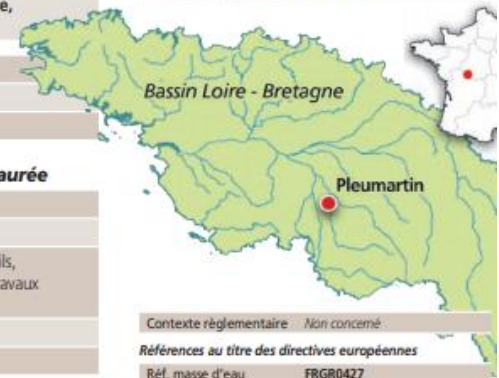 e,
Bassin Loire - Bretagne
Pleumartin
aurée
ils,
avaux
Contexte règlementaire Non concerné
Références au titre des directives européennes
Réf. masse d'eau FRGR0427